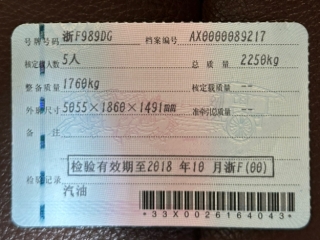 号牌号码 浙F989DG 档案编号 AX0000089217
核定载人数 5人 总质量 2250kg
整备质量 1760kg 核定载质量
外廓尺寸 5055×1860×1491mm 准牵引总质量
备注
检验有效期至2018 年10 月浙F(00)
检验记录
汽油
*33X0026164043*